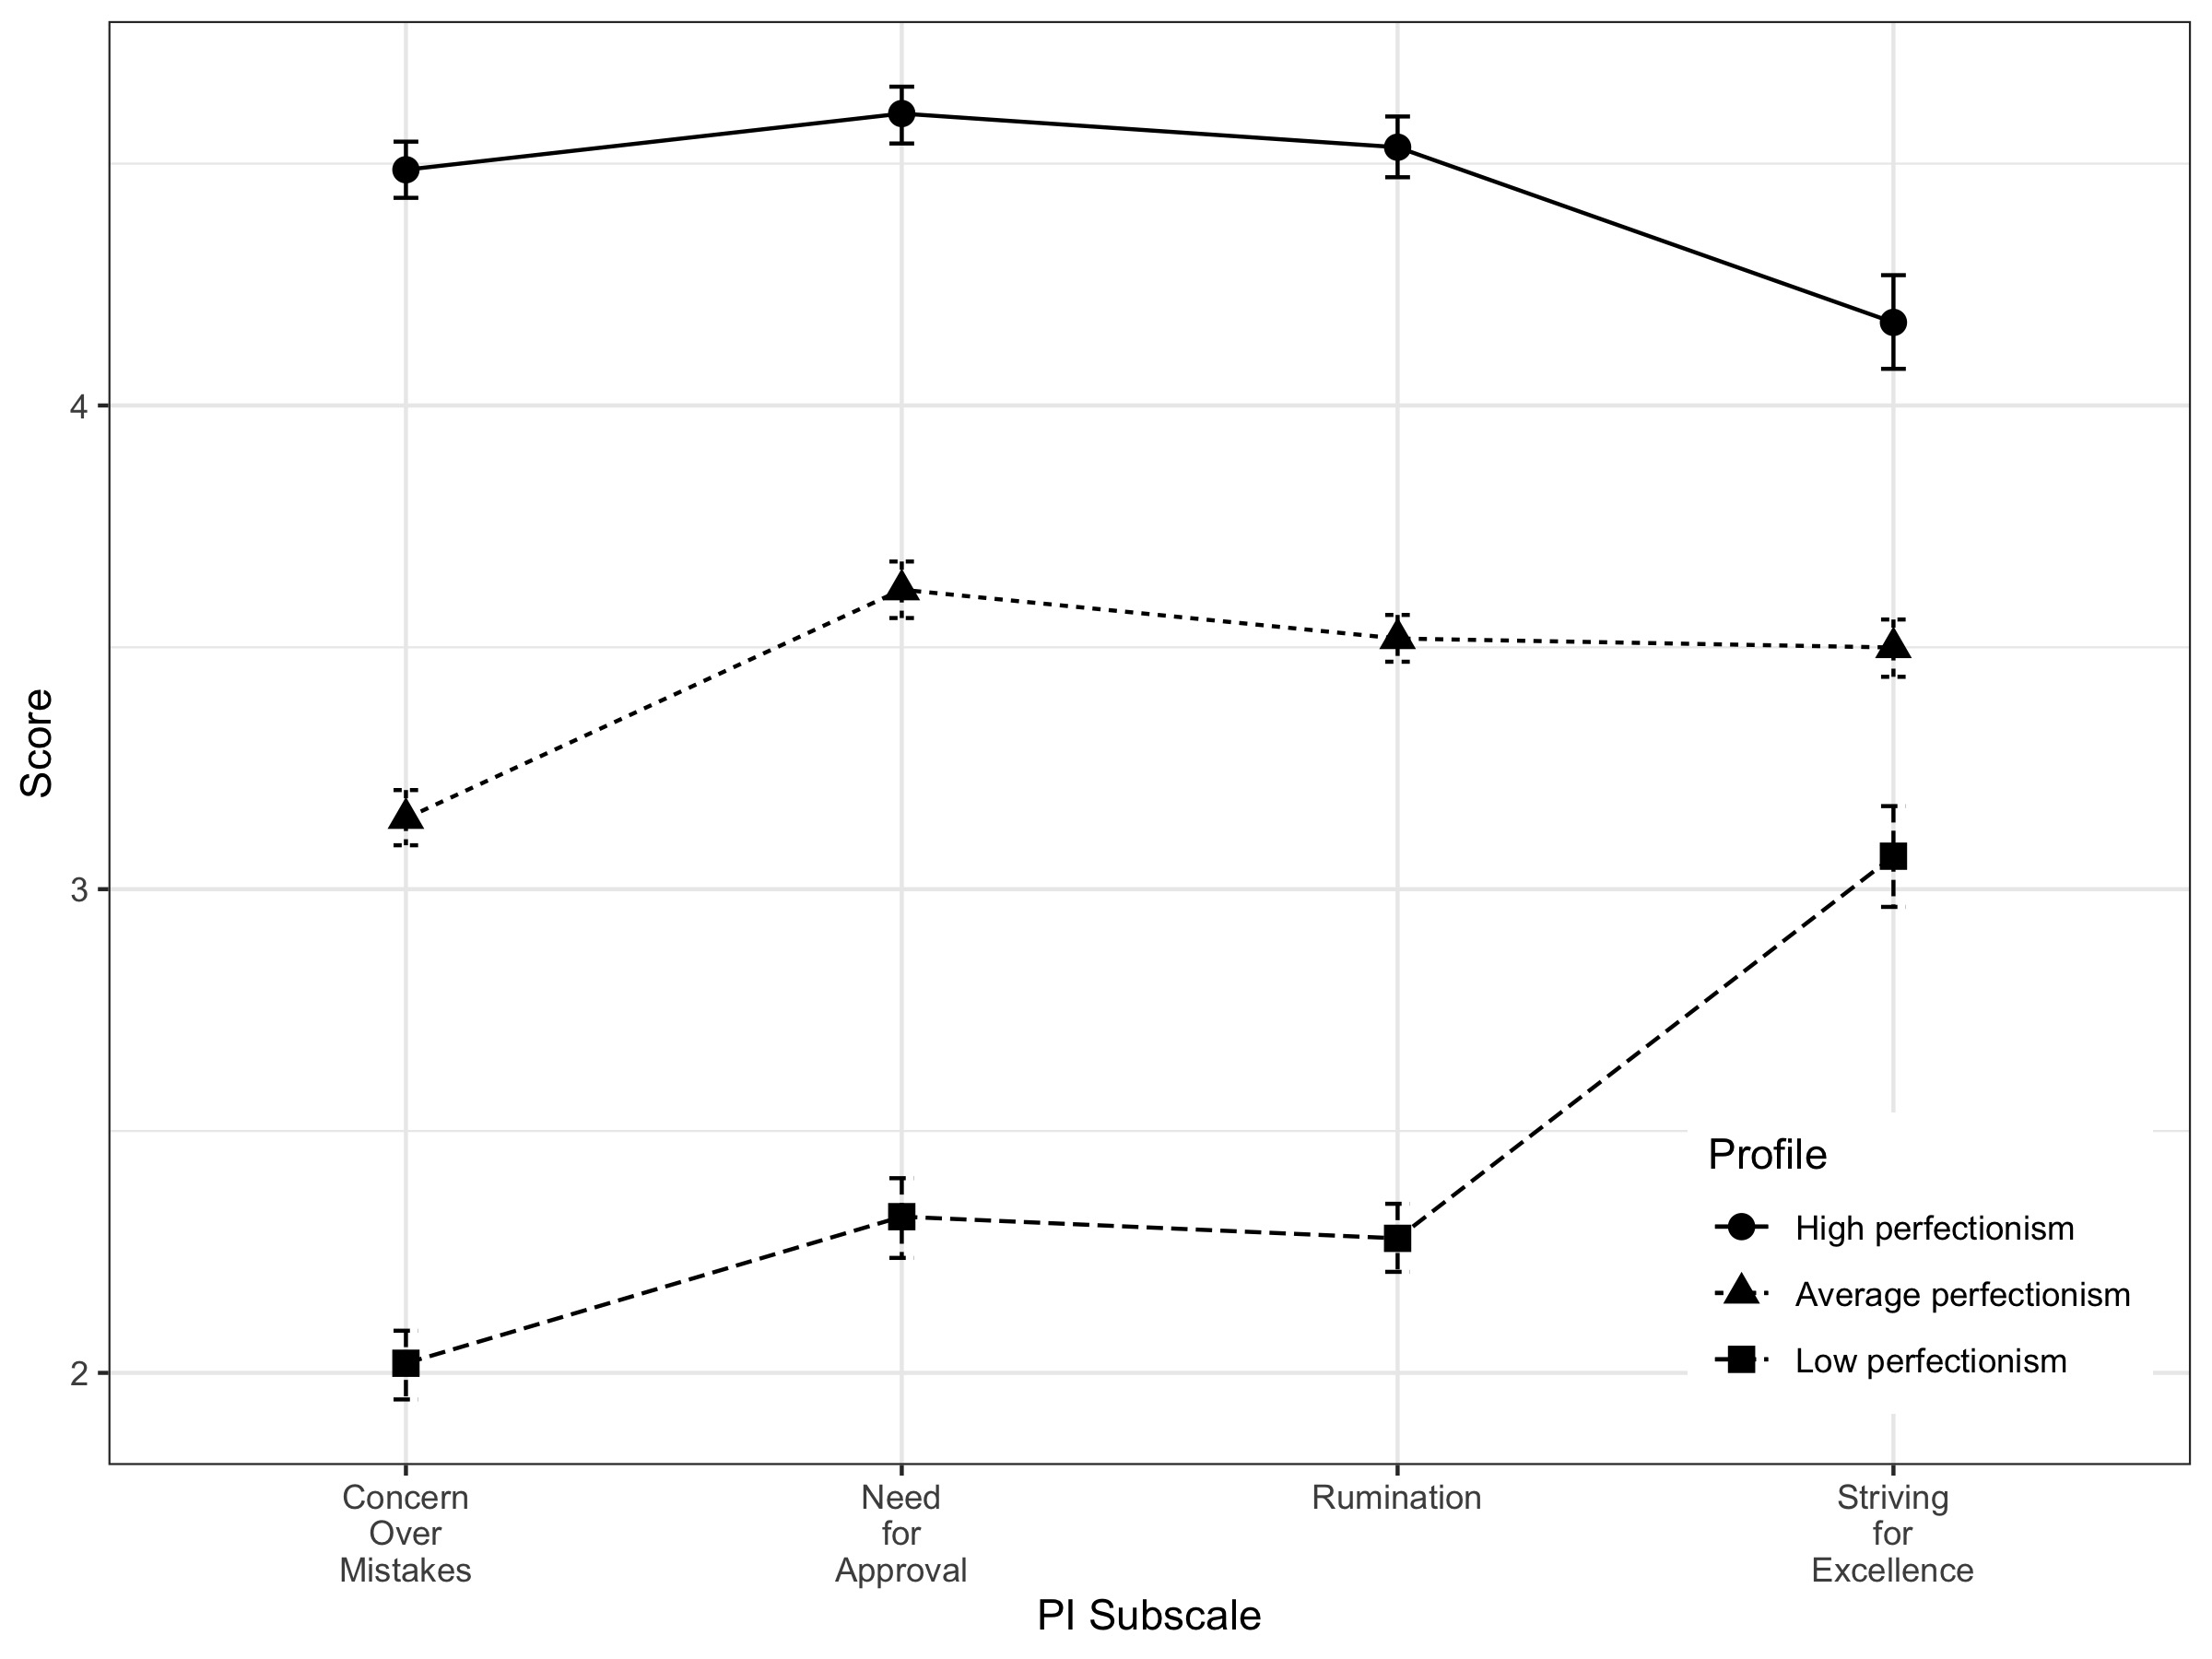 Score
4
3
2
Concern
Over
Mistakes
Need
for
Approval
Rumination
Striving
for
Excellence
PI Subscale
Profile
High perfectionism
Average perfectionism
Low perfectionism